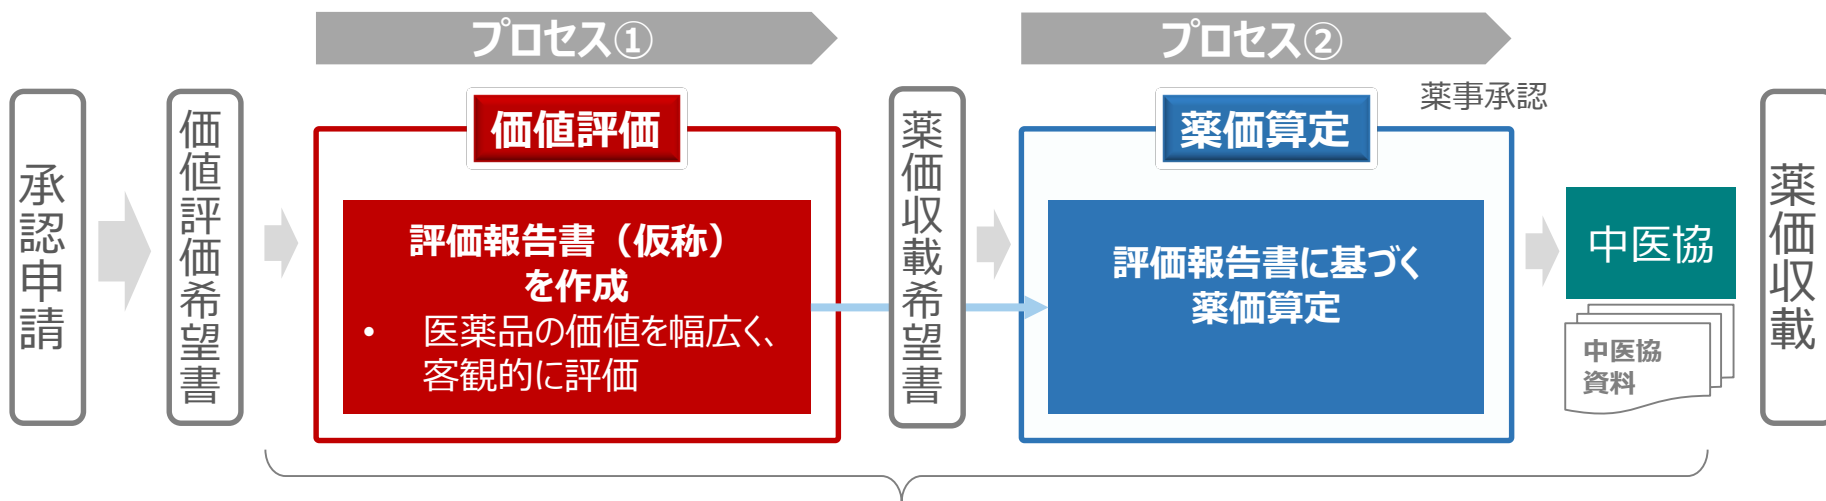 プロセス①
プロセス②
承認申請
価値評価希望書
価値評価
評価報告書（仮称）
を作成
• 医薬品の価値を幅広く、
客観的に評価
薬価収載希望書
薬価算定
薬事承認
評価報告書に基づく
薬価算定
中医協
中医協
資料
薬価収載